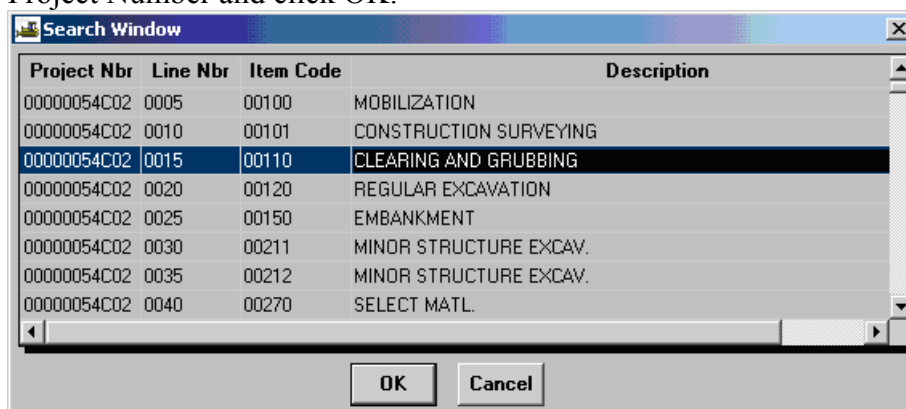 Project Number and click OK.
Search Window
Project Nbr Line Nbr Item Code Description
00000054C02 0005 00100 MOBILIZATION
00000054C02 0010 00101 CONSTRUCTION SURVEYING
00000054C02 0015 00110 CLEARING AND GRUBBING
00000054C02 0020 00120 REGULAR EXCAVATION
00000054C02 0025 00150 EMBANKMENT
00000054C02 0030 00211 MINOR STRUCTURE EXCAV.
00000054C02 0035 00212 MINOR STRUCTURE EXCAV.
00000054C02 0040 00270 SELECT MATL.
OK Cancel